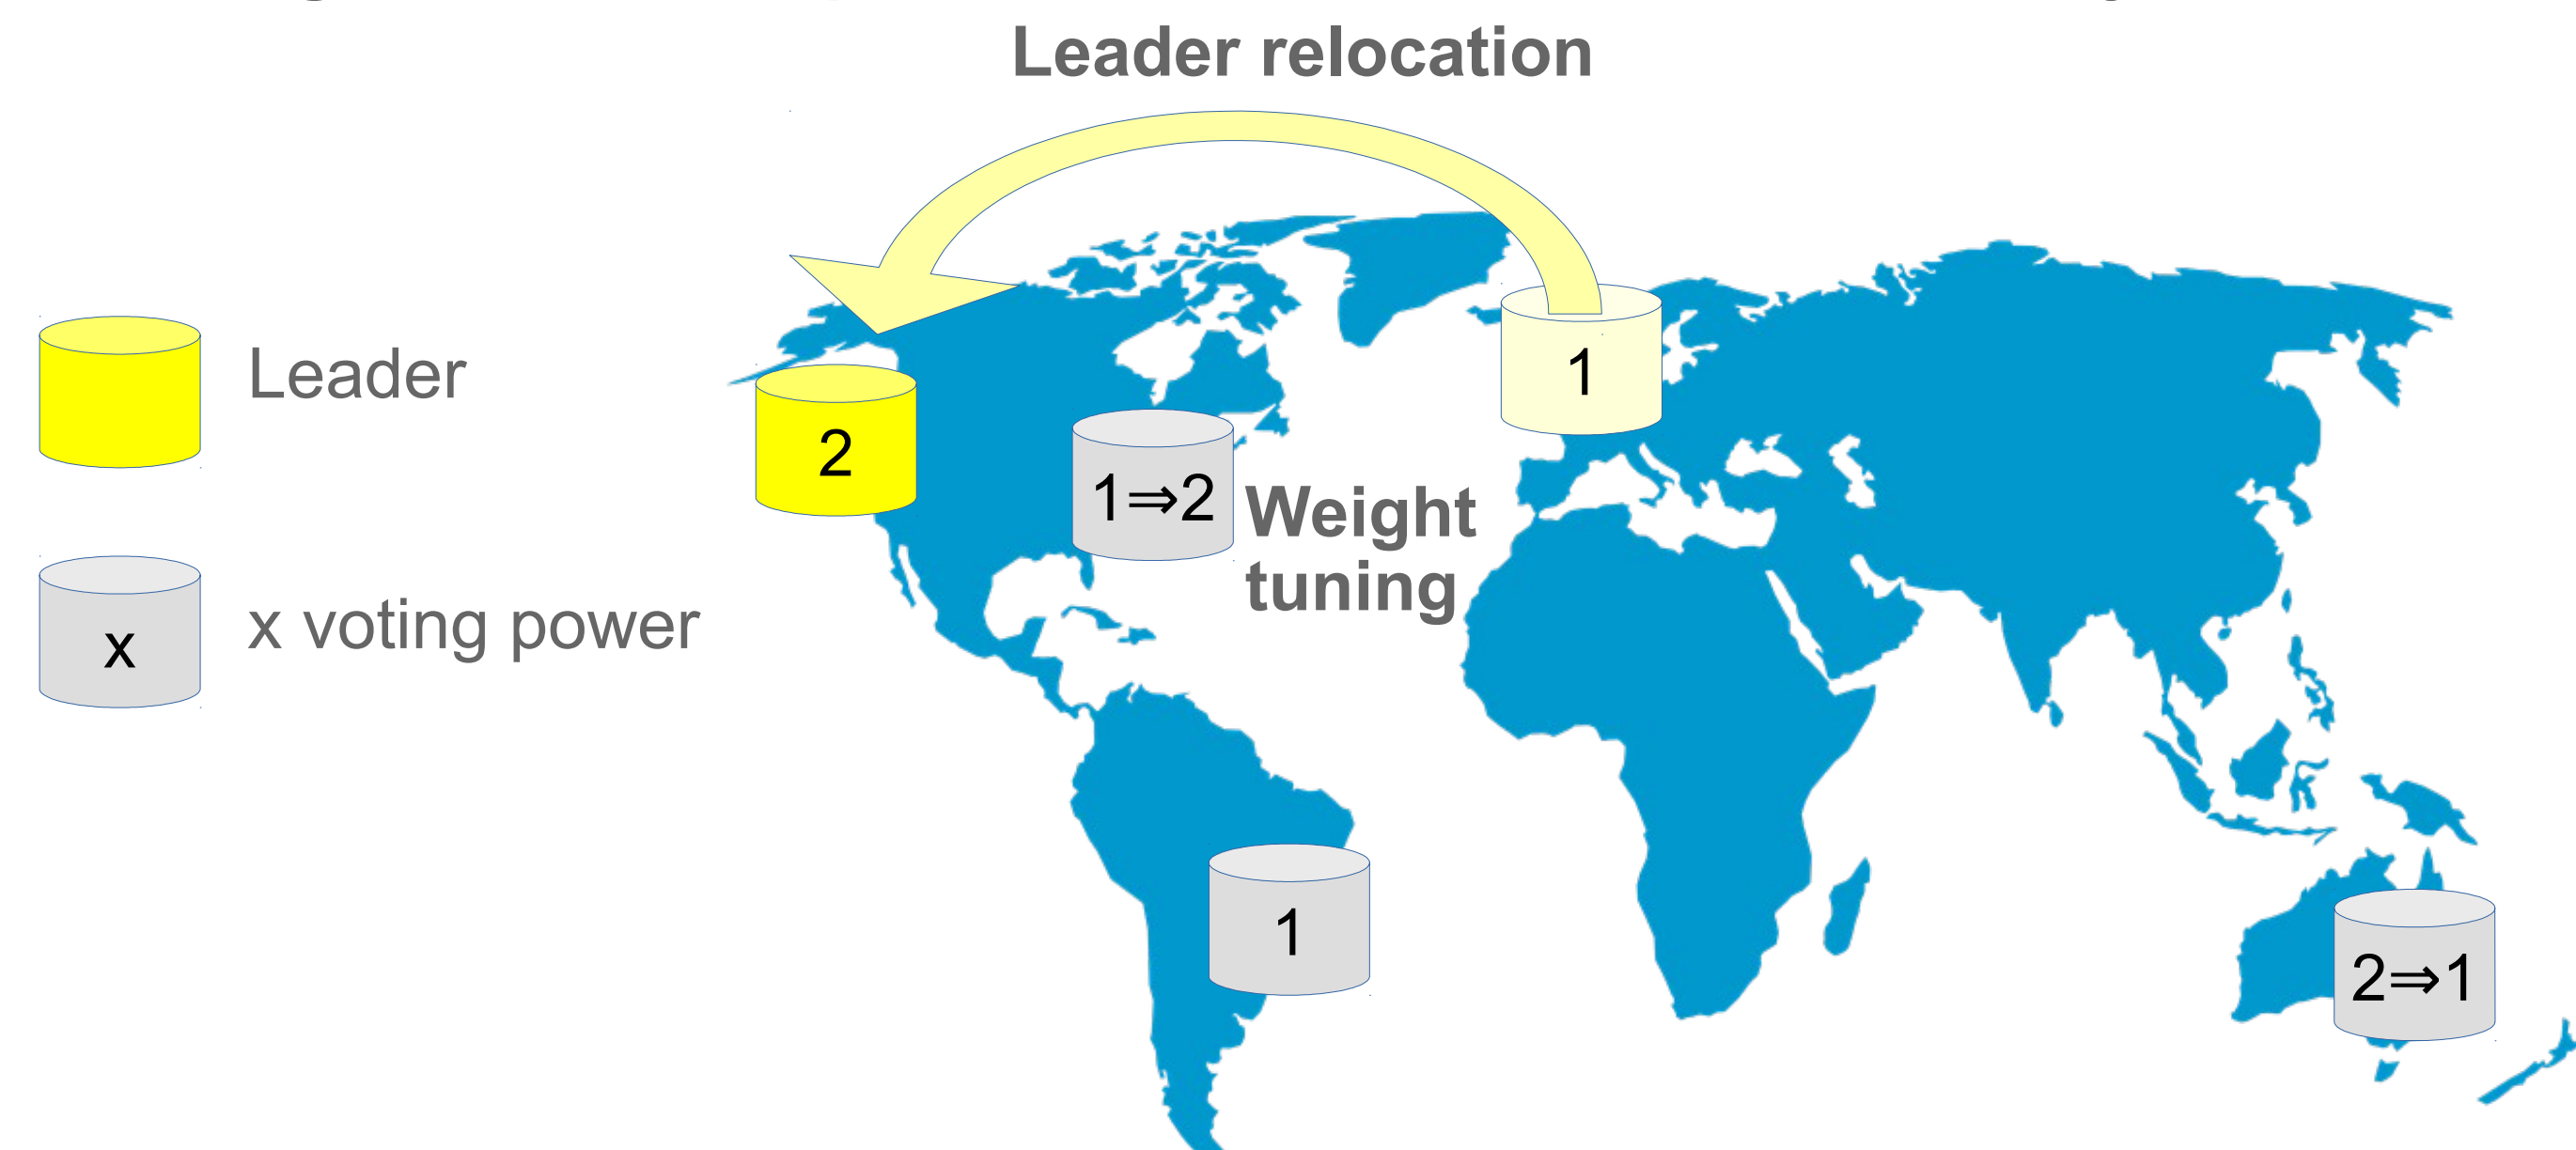 Leader relocation
Leader
x
x voting power
2
1⇒2
1
Weight
tuning
1
2⇒1